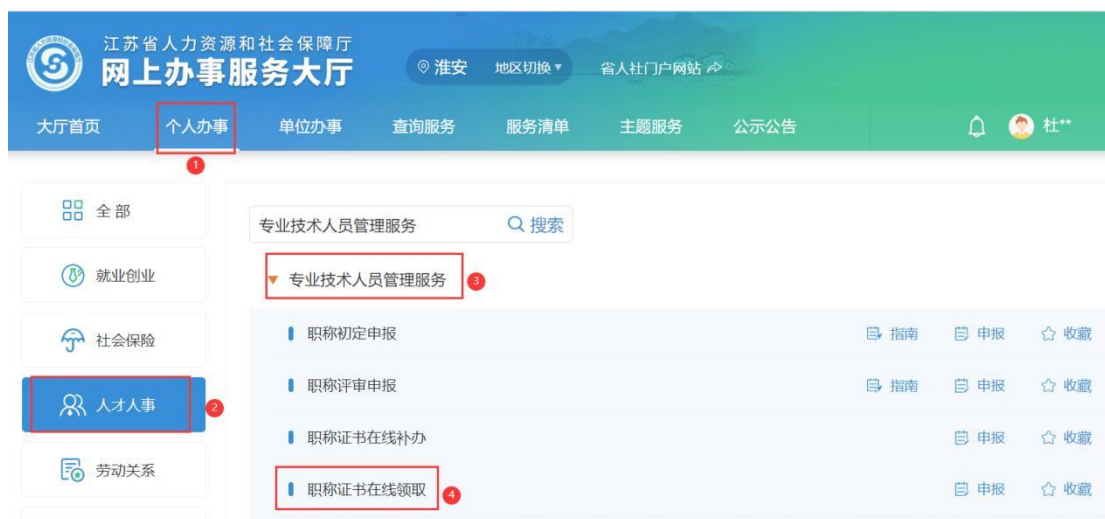 江苏省人力资源和社会保障厅
网上办事服务大厅
淮安 地区切换 省人社门户网站
大厅首页 个人办事 单位办事 查询服务 服务清单 主题服务 公示公告 杜**
1
全部
专业技术人员管理服务 搜索
就业创业
专业技术人员管理服务 3
社会保险
职称初定申报 指南 申报 收藏
职称评审申报 指南 申报 收藏
人才人事 2
职称证书在线补办 申报 收藏
劳动关系
职称证书在线领取 4 申报 收藏